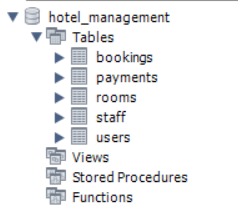 hotel_management
Tables
bookings
payments
rooms
staff
users
Views
Stored Procedures
Functions